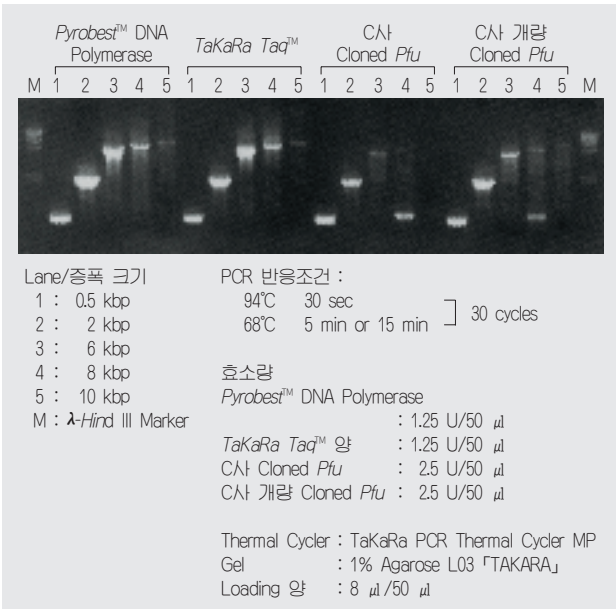 Pyrobest™ DNA Polymerase
TaKaRa Taq™
C사 Cloned Pfu
C사 개량 Cloned Pfu
M 1 2 3 4 5 1 2 3 4 5 1 2 3 4 5 1 2 3 4 5 M
Lane/증폭 크기
1 : 0.5 kbp
2 : 2 kbp
3 : 6 kbp
4 : 8 kbp
5 : 10 kbp
M : λ-Hind III Marker
PCR 반응조건 :
94℃ 30 sec
68℃ 5 min or 15 min
30 cycles
효소량
Pyrobest™ DNA Polymerase
: 1.25 U/50 ㎕
TaKaRa Taq™ 양 : 1.25 U/50 ㎕
C사 Cloned Pfu : 2.5 U/50 ㎕
C사 개량 Cloned Pfu : 2.5 U/50 ㎕
Thermal Cycler : TaKaRa PCR Thermal Cycler MP
Gel : 1% Agarose L03「TAKARA」
Loading 양 : 8 ㎕/50 ㎕